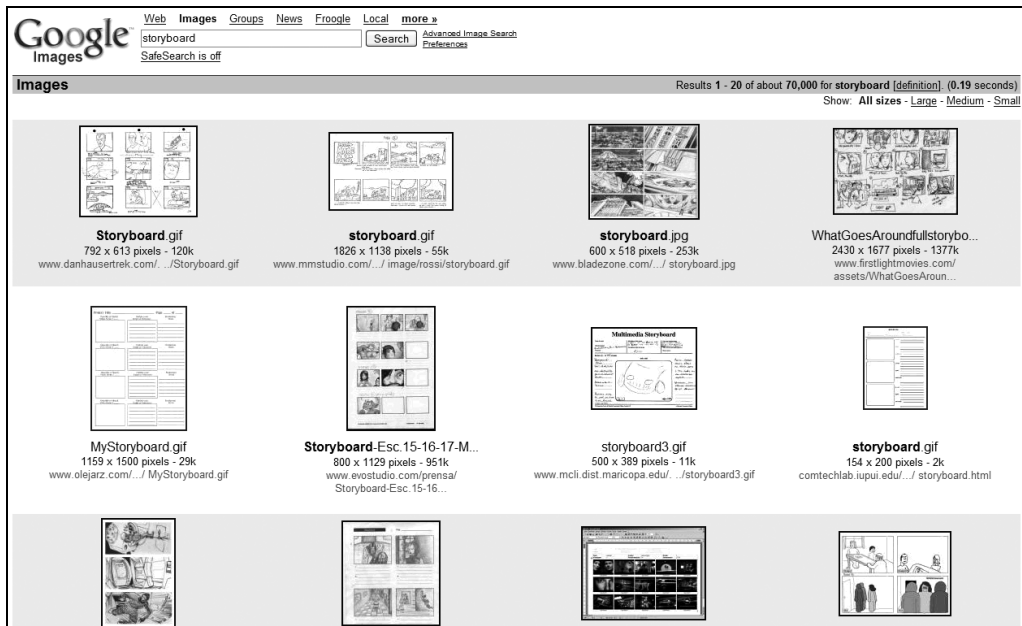 Web Images Groups News Froogle Local more »
Google™
Images
storyboard Search Advanced Image Search
Preferences
SafeSearch is off
Images Results 1 - 20 of about 70,000 for storyboard [definition]. (0.19 seconds)
Show: All sizes - Large - Medium - Small
Storyboard.gif
792 x 613 pixels - 120k
www.danhausertrek.com/. ../Storyboard.gif
storyboard.gif
1826 x 1138 pixels - 55k
www.mmstudio.com/.../ image/rossi/storyboard.gif
storyboard.jpg
600 x 518 pixels - 253k
www.bladezone.com/.../ storyboard.jpg
WhatGoesAroundfullstorybo...
2430 x 1677 pixels - 1377k
www.firstlightmovies.com/
assets/WhatGoesAroun...
MyStoryboard.gif
1159 x 1500 pixels - 29k
www.olejarz.com/.../ MyStoryboard.gif
Storyboard-Esc.15-16-17-M...
800 x 1129 pixels - 951k
www.evostudio.com/prensa/
Storyboard-Esc.15-16...
Multimedia Storyboard
storyboard3.gif
500 x 389 pixels - 11k
www.mcli.dist.maricopa.edu/. ../storyboard3.gif
storyboard.gif
154 x 200 pixels - 2k
comtechlab.iupui.edu/.../ storyboard.html